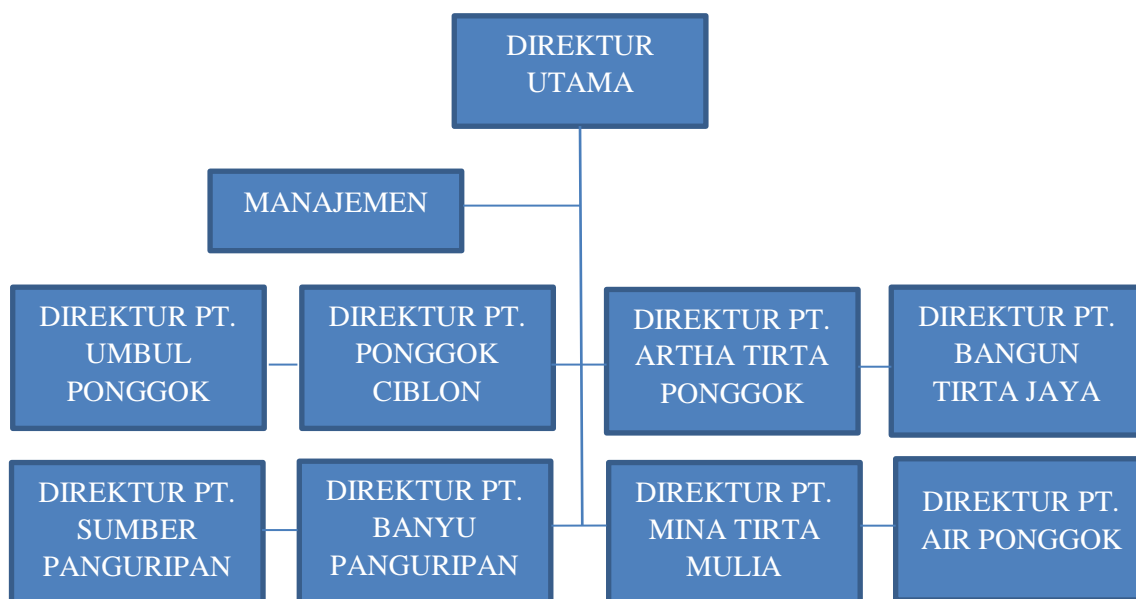 DIREKTUR
UTAMA
MANAJEMEN
DIREKTUR PT.
UMBUL
PONGGOK
DIREKTUR PT.
PONGGOK
CIBLON
DIREKTUR PT.
ARTHA TIRTA
PONGGOK
DIREKTUR PT.
BANGUN
TIRTA JAYA
DIREKTUR PT.
SUMBER
PANGURIPAN
DIREKTUR PT.
BANYU
PANGURIPAN
DIREKTUR PT.
MINA TIRTA
MULIA
DIREKTUR PT.
AIR PONGGOK